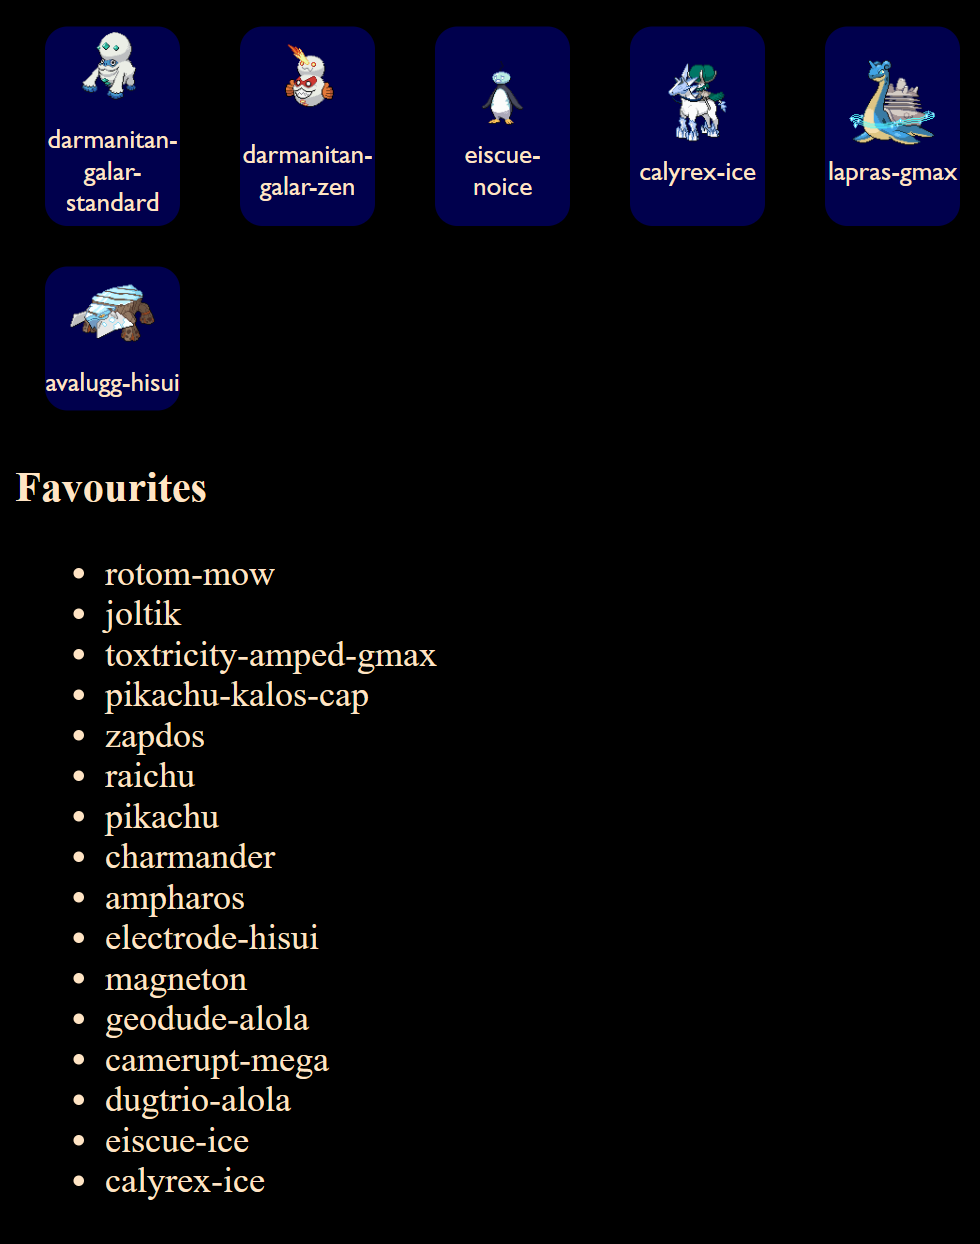 darmanitan-
galar-
standard
darmanitan-
galar-zen
eiscue-
noice
calyrex-ice
lapras-gmax
avalugg-hisui
Favourites
rotom-mow
joltik
toxtricity-amped-gmax
pikachu-kalos-cap
zapdos
raichu
pikachu
charmander
ampharos
electrode-hisui
magneton
geodude-alola
camerupt-mega
dugtrio-alola
eiscue-ice
calyrex-ice